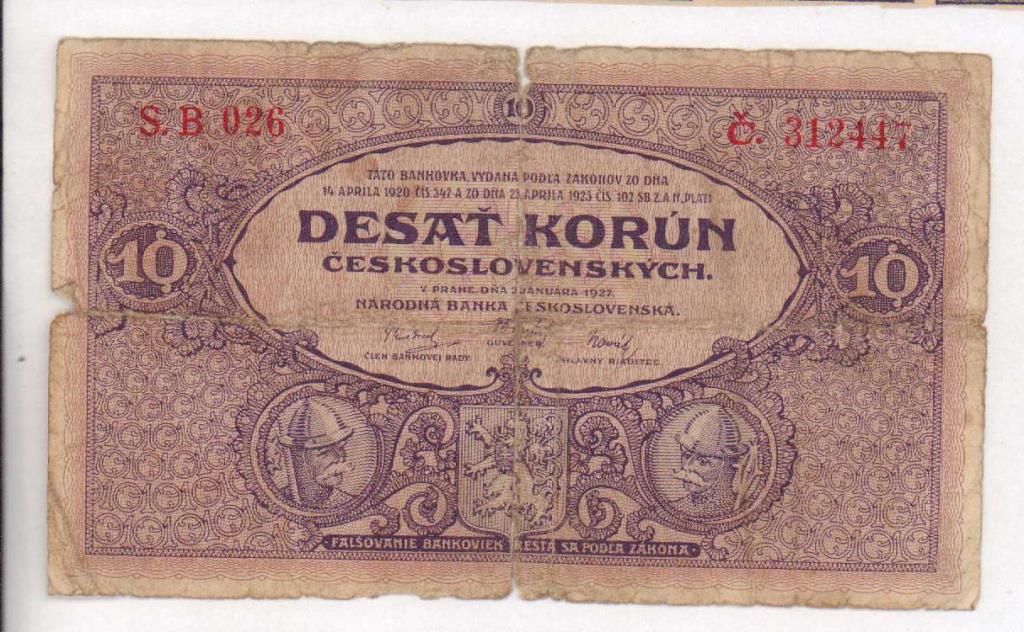 10
S. B 026
Č. 312447
TÁTO BANKOVKA, VYDANÁ PODĽA ZÁKONOV ZO DŇA
14 APRÍLA 1920 ČÍS 347 A ZO DŇA 23 APRÍLA 1925 ČÍS. 102 SB Z.A N, PLATÍ
DESAŤ KORÚN
ČESKOSLOVENSKÝCH.
V PRAHE, DŇA 2 JANUÁRA 1927.
NÁRODNÁ BANKA ČESKOSLOVENSKÁ.
10
10
ČLEN BANKOVEJ RADY:
GUVERNÉR:
HLAVNÝ RIADITEĽ:
FALŠOVANIE BANKOVIEK TRESTÁ SA PODĽA ZÁKONA